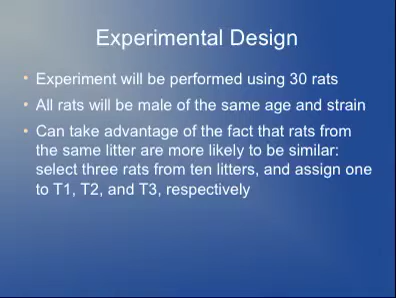 Experimental Design
• Experiment will be performed using 30 rats
• All rats will be male of the same age and strain
• Can take advantage of the fact that rats from
the same litter are more likely to be similar:
select three rats from ten litters, and assign one
to T1, T2, and T3, respectively